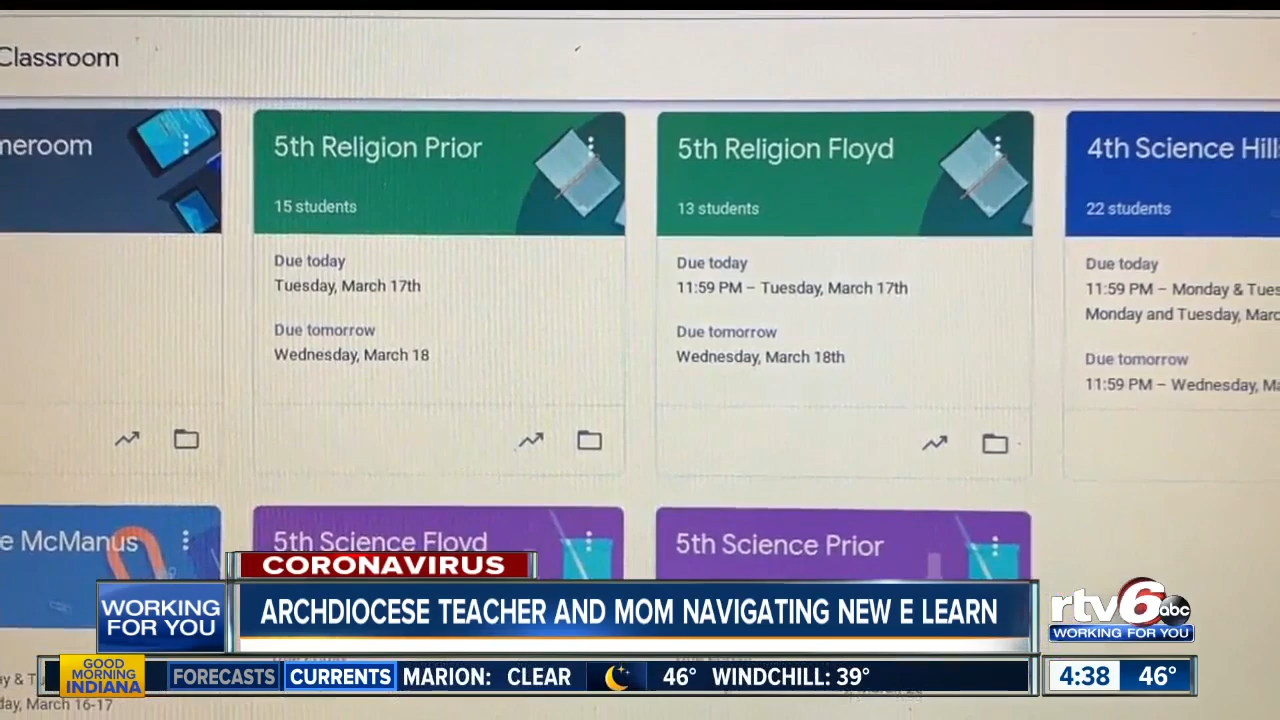 Classroom
meroom
5th Religion Prior
15 students
Due today
Tuesday, March 17th
Due tomorrow
Wednesday, March 18
5th Religion Floyd
13 students
Due today
11:59 PM – Tuesday, March 17th
Due tomorrow
Wednesday, March 18th
4th Science Hill
22 students
Due today
11:59 PM – Monday & Tues
Monday and Tuesday, Marc
Due tomorrow
11:59 PM – Wednesday, Ma
e McManus
5th Science Floyd
5th Science Prior
CORONAVIRUS
WORKING
FOR YOU
ARCHDIOCESE TEACHER AND MOM NAVIGATING NEW E LEARN
rtv6 abc
WORKING FOR YOU
GOOD
MORNING
INDIANA
FORECASTS CURRENTS MARION: CLEAR 46° WINDCHILL: 39°
4:38 46°
ay & Tu
day, March 16-17